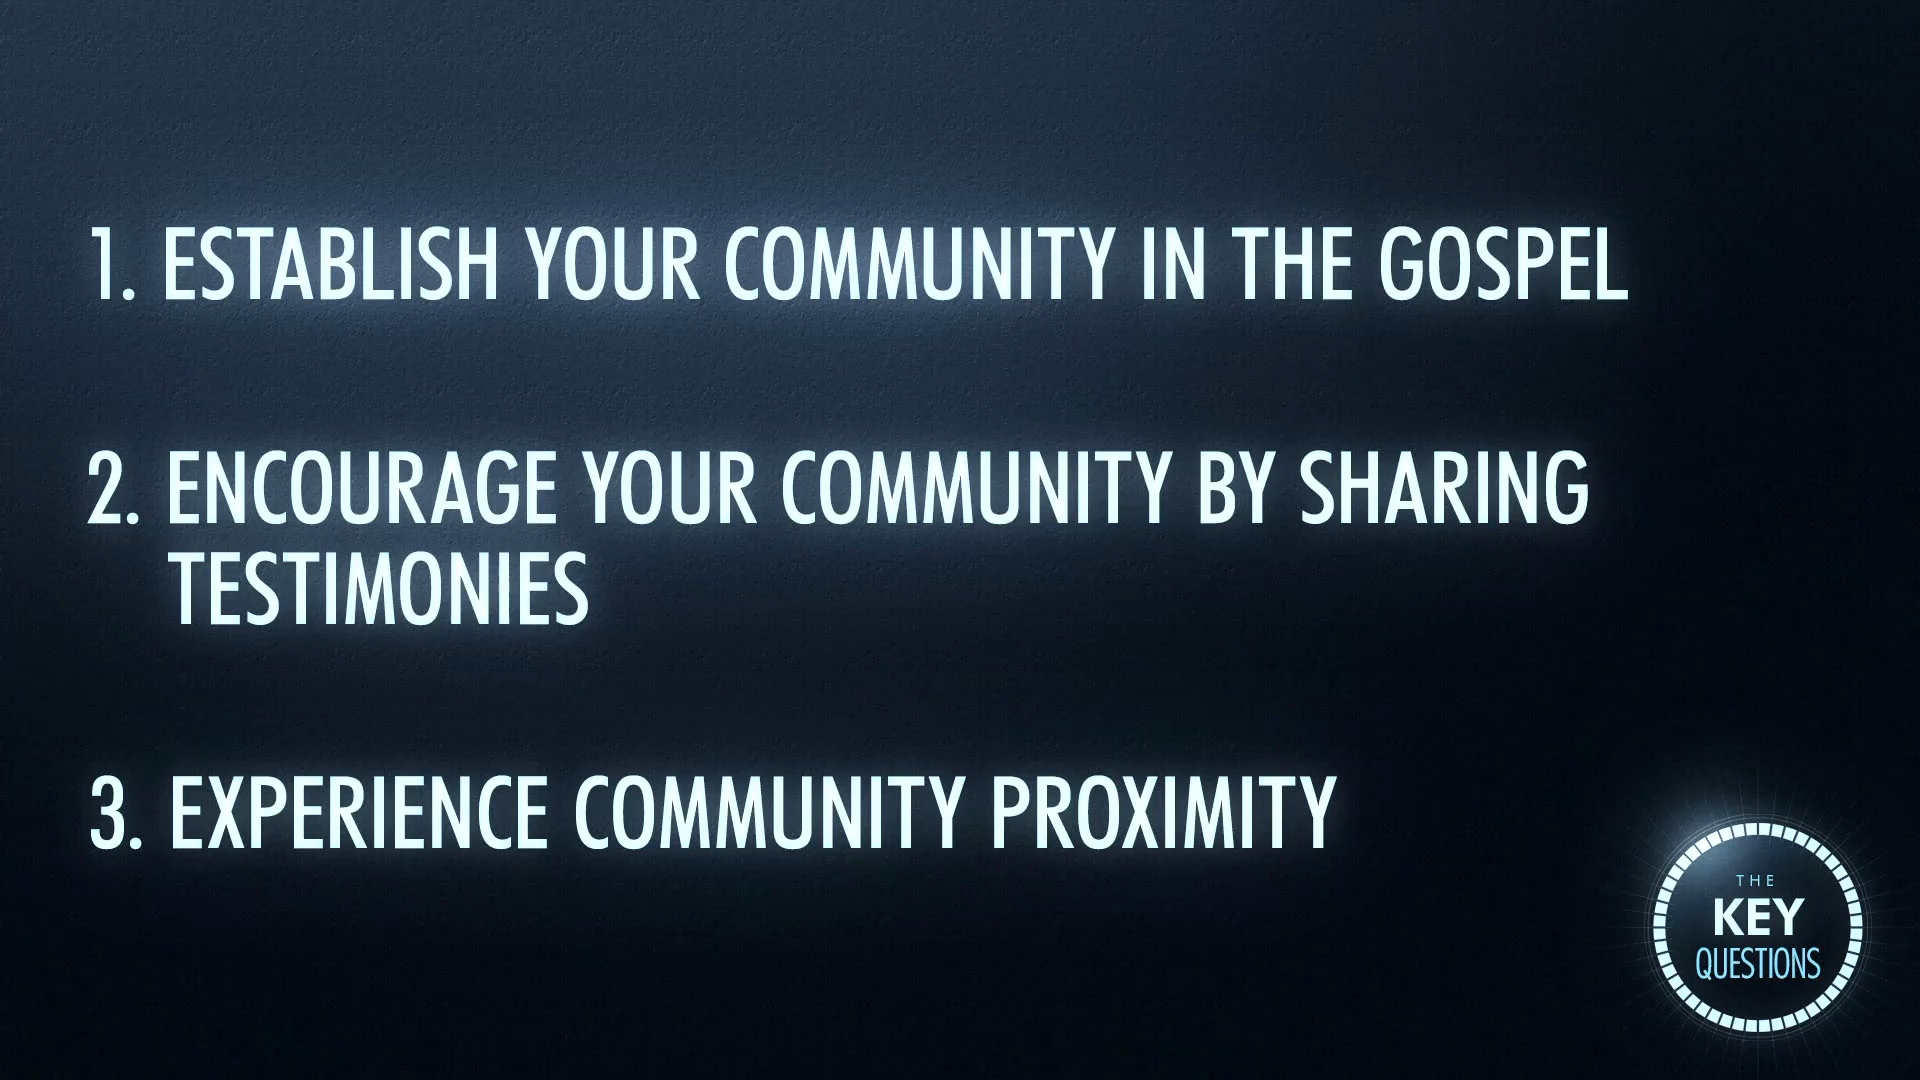 1. ESTABLISH YOUR COMMUNITY IN THE GOSPEL
2. ENCOURAGE YOUR COMMUNITY BY SHARING
TESTIMONIES
3. EXPERIENCE COMMUNITY PROXIMITY
THE
KEY
QUESTIONS